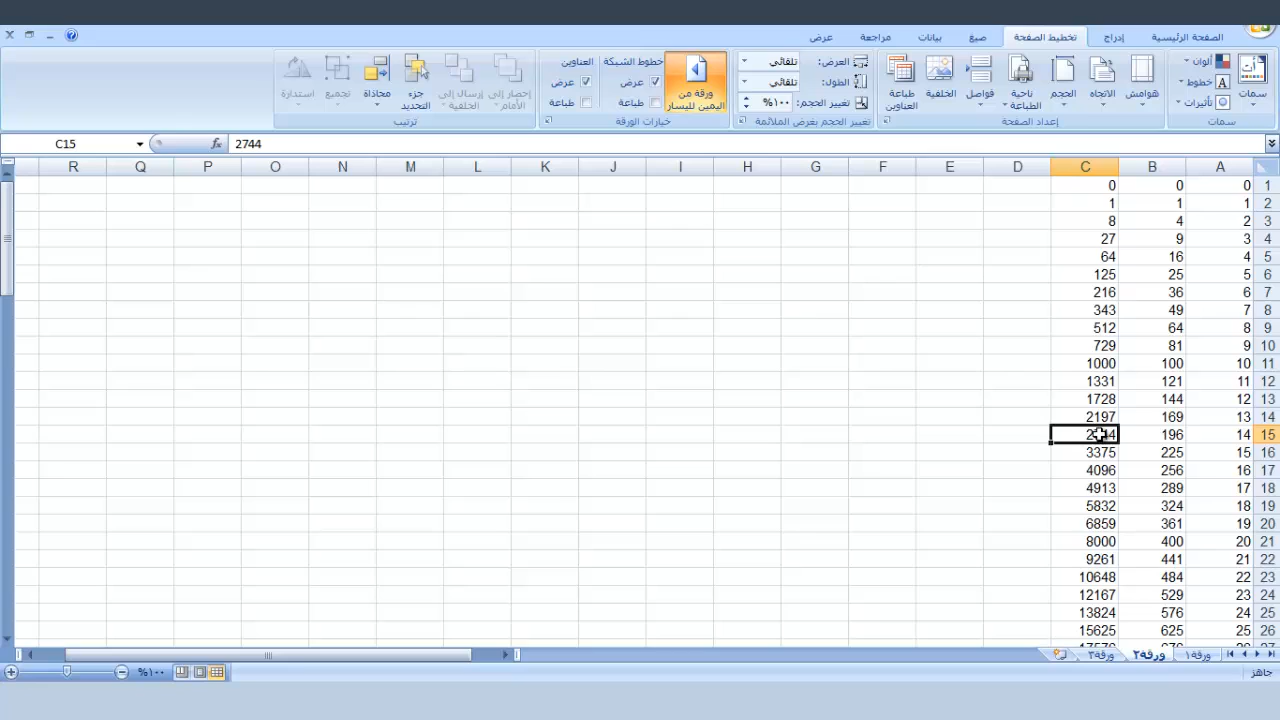 الصفحة الرئيسية إدراج تخطيط الصفحة صيغ بيانات مراجعة عرض
سمات
ألوان
خطوط
تأثيرات
سمات
هوامش
الاتجاه
الحجم
ناحية الطباعة
فواصل
الخلفية
طباعة العناوين
إعداد الصفحة
العرض: تلقائي
الطول: تلقائي
تغيير الحجم: ١٠٠%
تغيير الحجم بغرض الملائمة
ورقة من اليمين لليسار
خطوط الشبكة
عرض
طباعة
العناوين
عرض
طباعة
خيارات الورقة
إحضار إلى الأمام
إرسال إلى الخلفية
جزء التحديد
محاذاة
تجميع
استدارة
ترتيب
C15 fx 2744
A B C D E F G H I J K L M N O P Q R
1 0 0 0
2 1 1 1
3 2 4 8
4 3 9 27
5 4 16 64
6 5 25 125
7 6 36 216
8 7 49 343
9 8 64 512
10 9 81 729
11 10 100 1000
12 11 121 1331
13 12 144 1728
14 13 169 2197
15 14 196 2744
16 15 225 3375
17 16 256 4096
18 17 289 4913
19 18 324 5832
20 19 361 6859
21 20 400 8000
22 21 441 9261
23 22 484 10648
24 23 529 12167
25 24 576 13824
26 25 625 15625
ورقة١ ورقة٢ ورقة٣
جاهز
١٠٠%